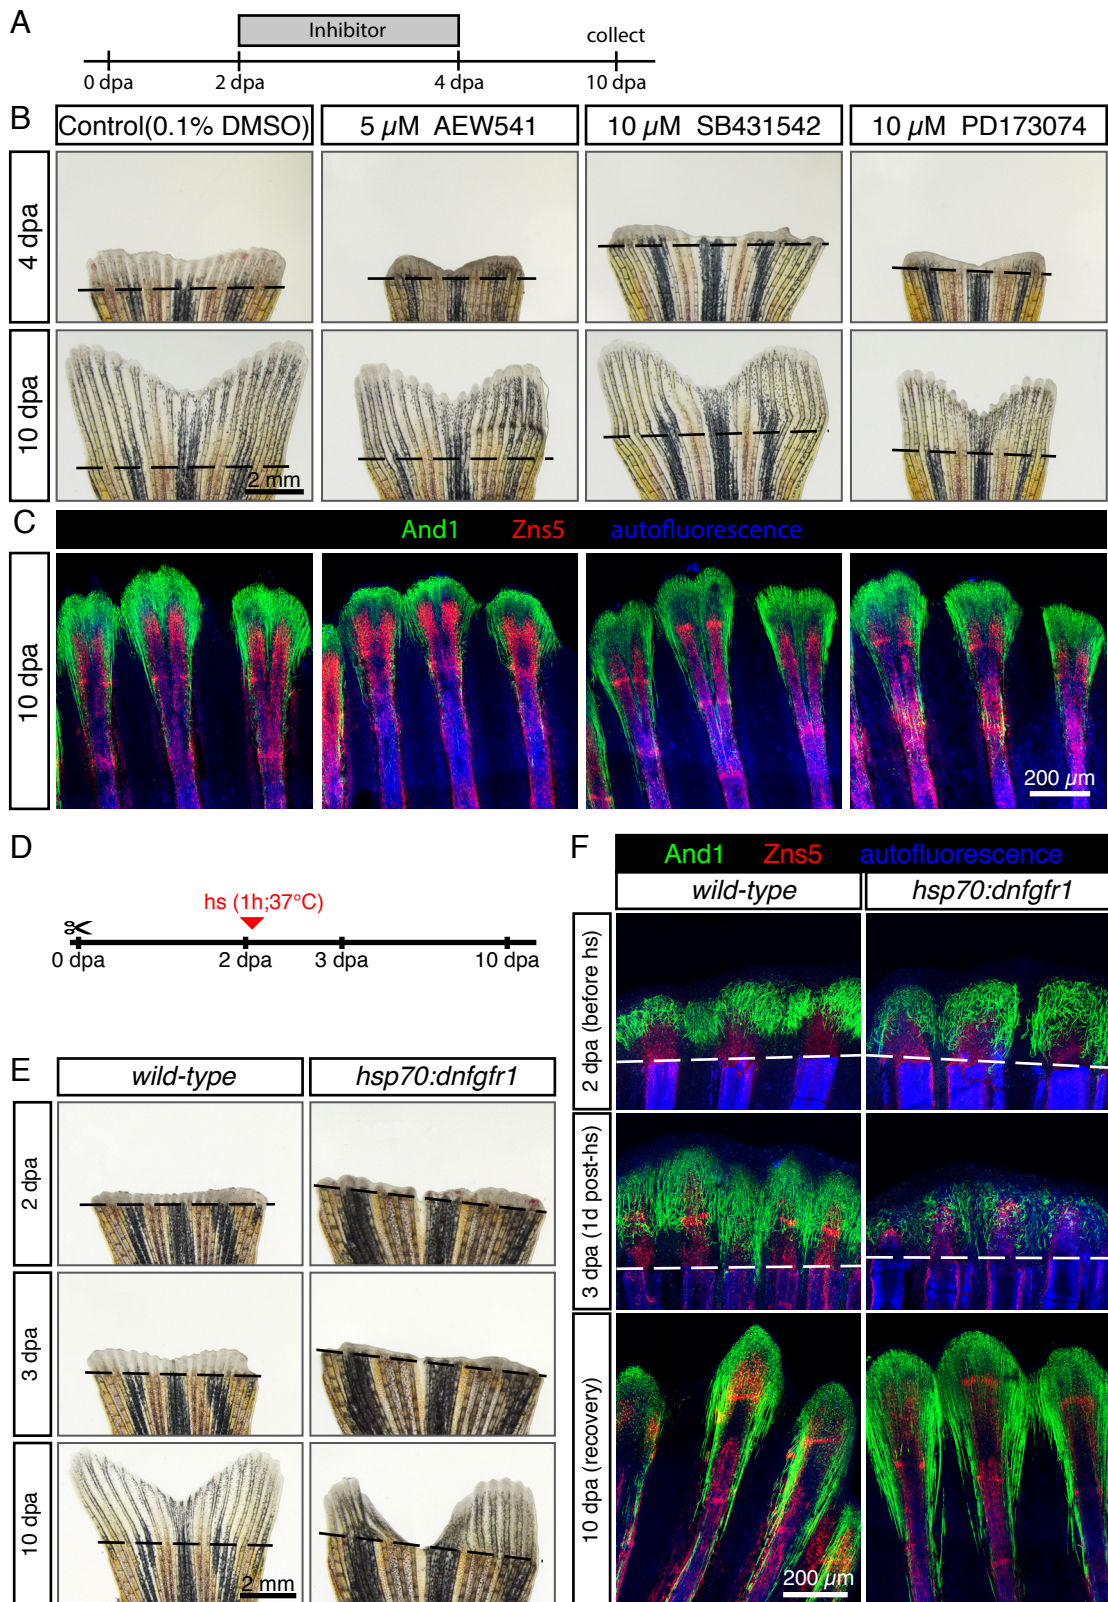 A
Inhibitor
collect
0 dpa
2 dpa
4 dpa
10 dpa
B
Control(0.1% DMSO)
5 µM AEW541
10 µM SB431542
10 µM PD173074
4 dpa
10 dpa
2 mm
C
And1 Zns5 autofluorescence
10 dpa
200 µm
D
hs (1h;37°C)
0 dpa
2 dpa
3 dpa
10 dpa
E
wild-type
hsp70:dnfgfr1
2 dpa
3 dpa
10 dpa
2 mm
F
And1 Zns5 autofluorescence
wild-type
hsp70:dnfgfr1
2 dpa (before hs)
3 dpa (1d post-hs)
10 dpa (recovery)
200 µm